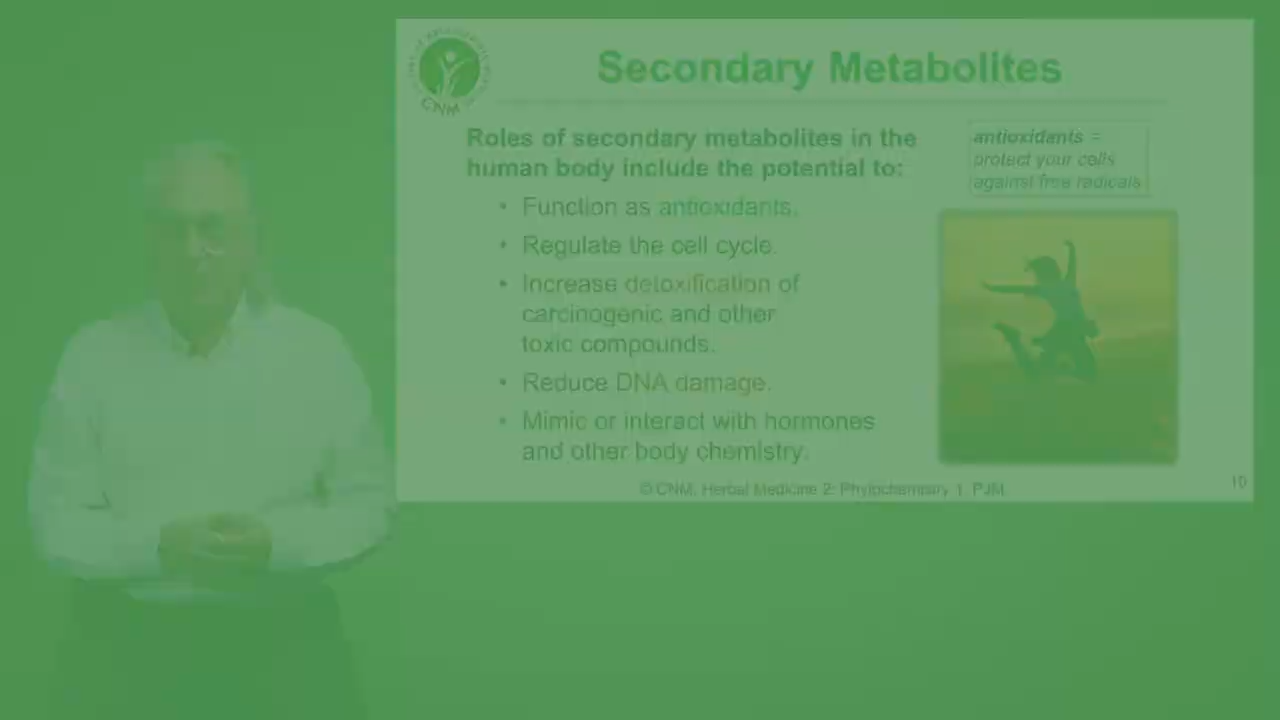 Secondary Metabolites
CNM
Roles of secondary metabolites in the
human body include the potential to:
• Function as antioxidants.
• Regulate the cell cycle.
• Increase detoxification of
carcinogenic and other
toxic compounds.
• Reduce DNA damage.
• Mimic or interact with hormones
and other body chemistry.
antioxidants =
protect your cells
against free radicals
© CNM: Herbal Medicine 2: Phytochemistry 1. PJM.
10